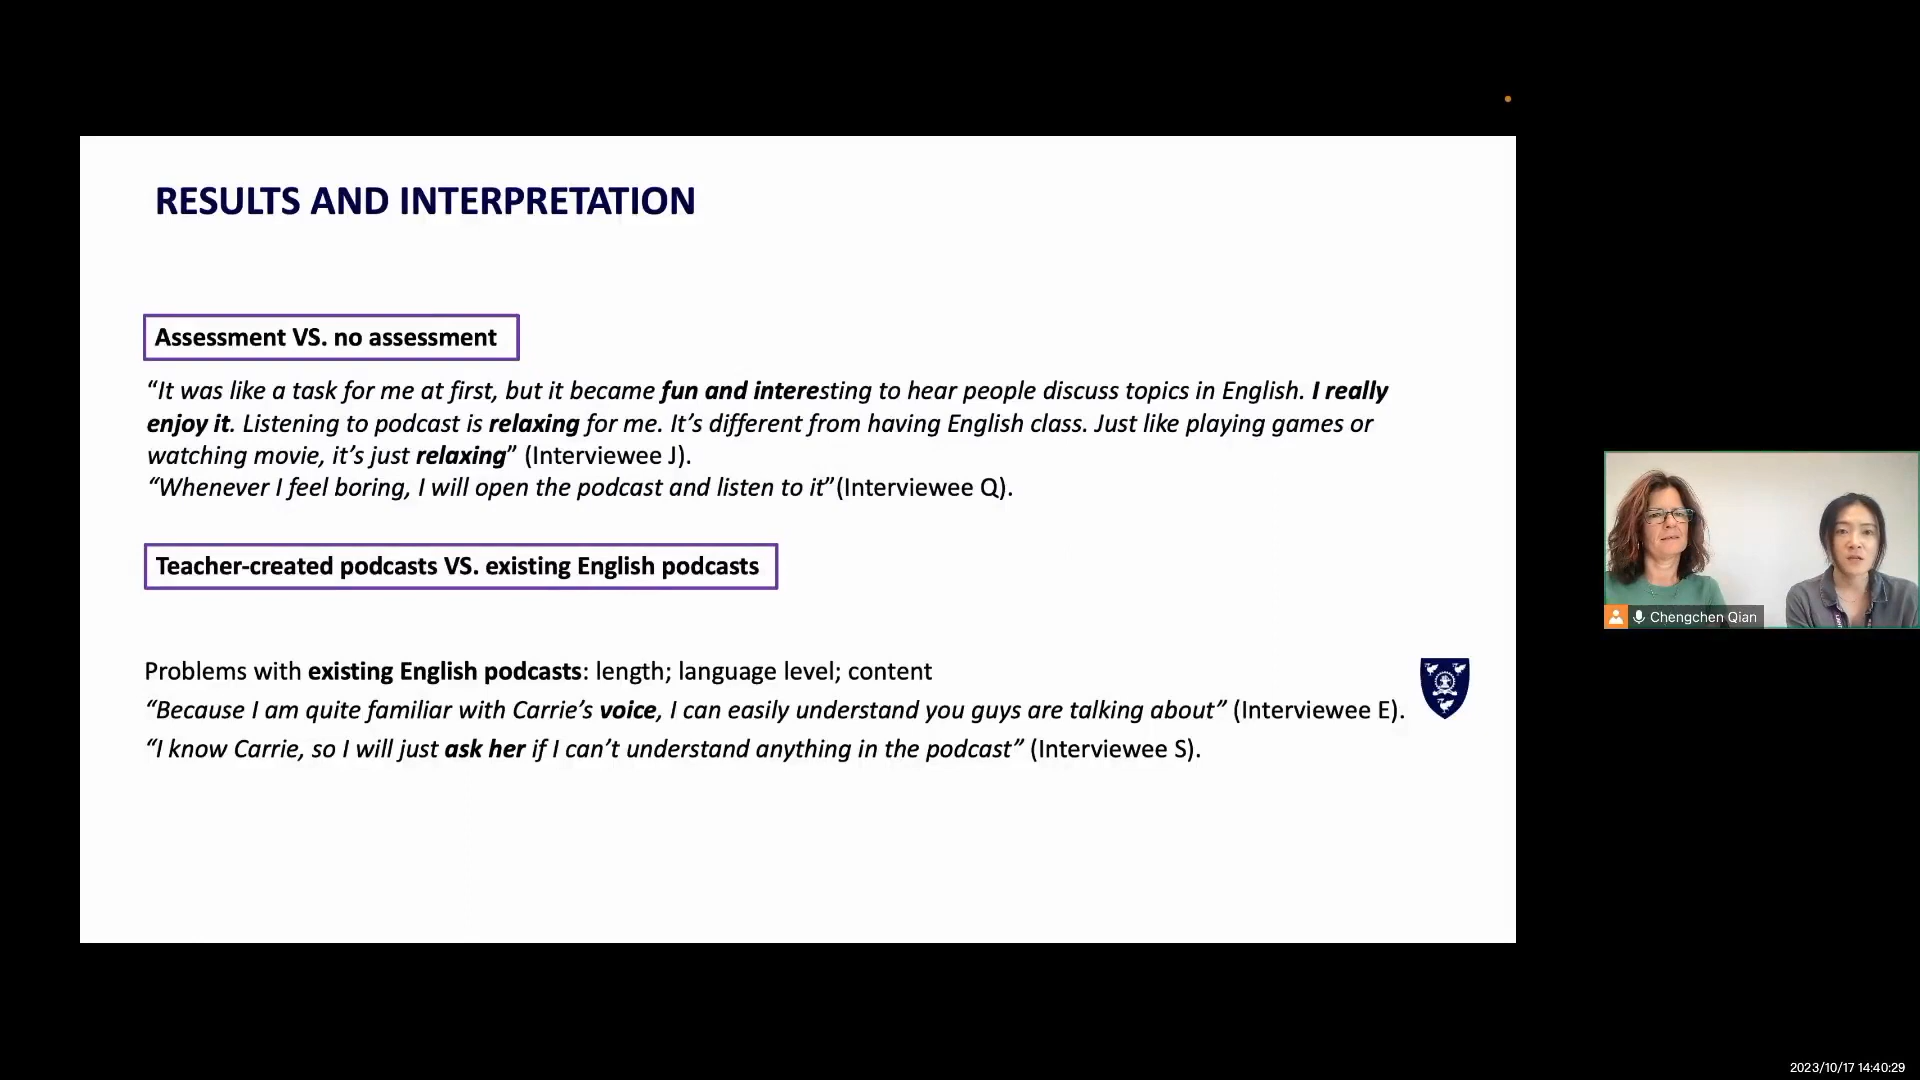 RESULTS AND INTERPRETATION
Assessment VS. no assessment
“It was like a task for me at first, but it became fun and interesting to hear people discuss topics in English. I really
enjoy it. Listening to podcast is relaxing for me. It’s different from having English class. Just like playing games or
watching movie, it’s just relaxing” (Interviewee J).
“Whenever I feel boring, I will open the podcast and listen to it”(Interviewee Q).
Teacher-created podcasts VS. existing English podcasts
Problems with existing English podcasts: length; language level; content
“Because I am quite familiar with Carrie’s voice, I can easily understand you guys are talking about” (Interviewee E).
“I know Carrie, so I will just ask her if I can’t understand anything in the podcast” (Interviewee S).
Chengchen Qian
2023/10/17 14:40:29